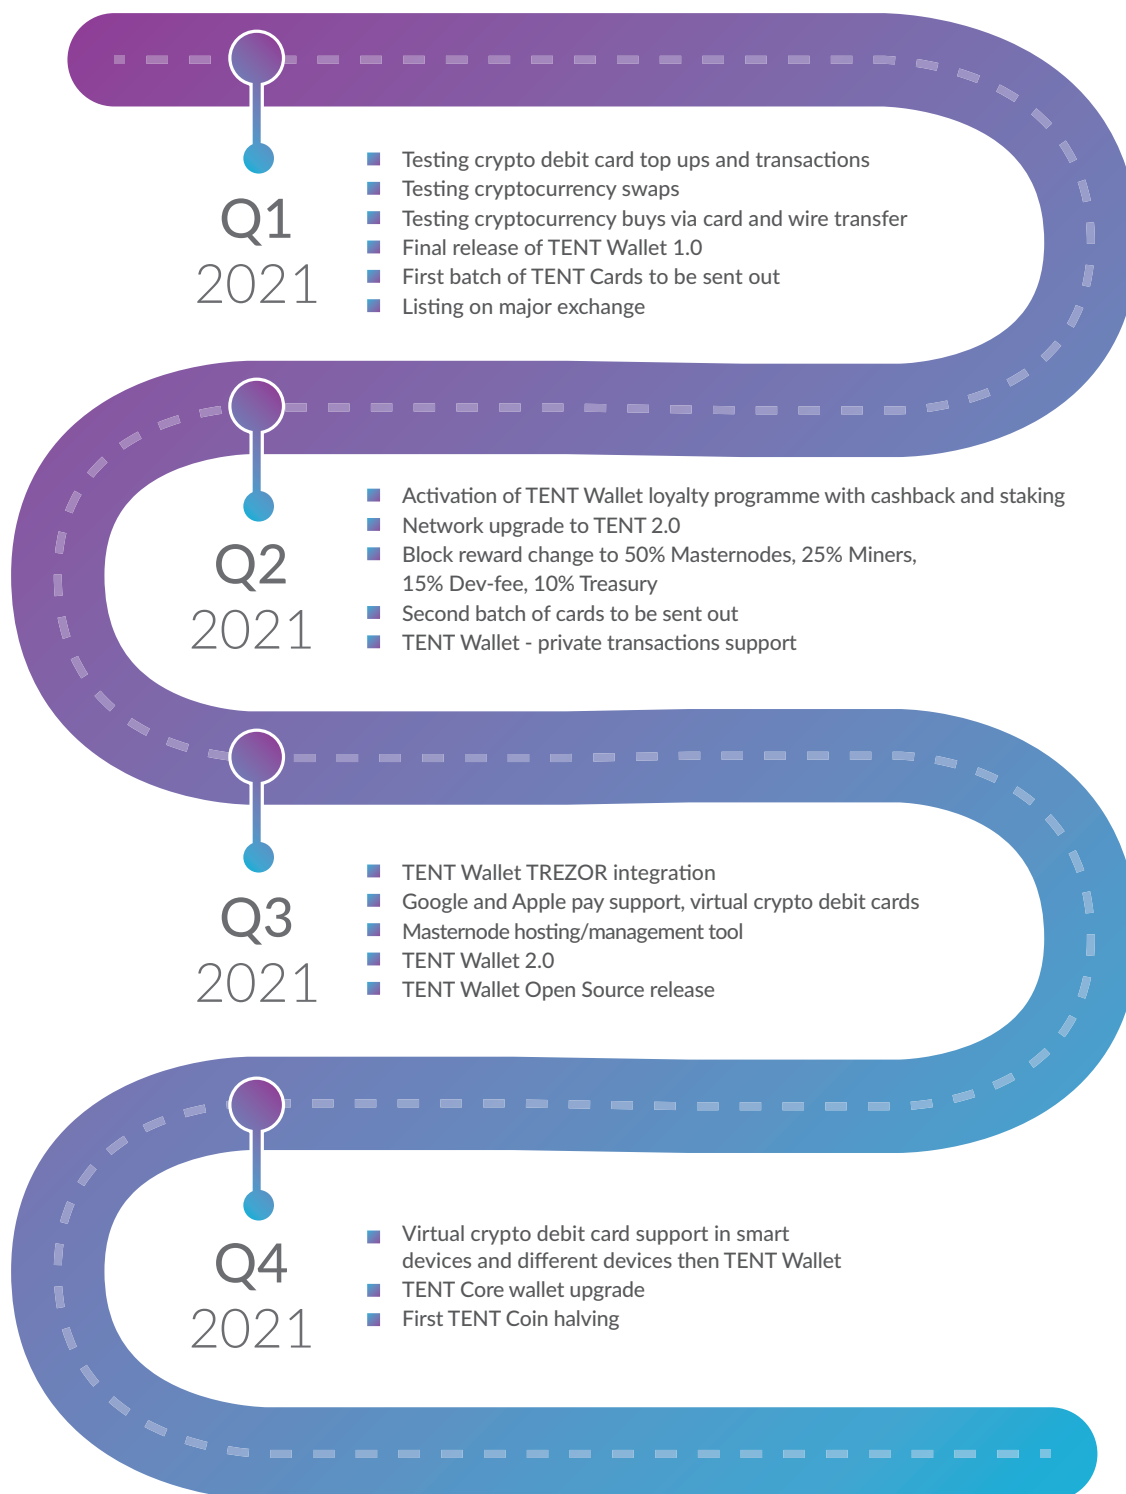 Testing crypto debit card top ups and transactions
Testing cryptocurrency swaps
Testing cryptocurrency buys via card and wire transfer
Final release of TENT Wallet 1.0
First batch of TENT Cards to be sent out
Listing on major exchange
Q1
2021
Activation of TENT Wallet loyalty programme with cashback and staking
Network upgrade to TENT 2.0
Block reward change to 50% Masternodes, 25% Miners,
15% Dev-fee, 10% Treasury
Second batch of cards to be sent out
TENT Wallet - private transactions support
Q2
2021
TENT Wallet TREZOR integration
Google and Apple pay support, virtual crypto debit cards
Masternode hosting/management tool
TENT Wallet 2.0
TENT Wallet Open Source release
Q3
2021
Virtual crypto debit card support in smart
devices and different devices then TENT Wallet
TENT Core wallet upgrade
First TENT Coin halving
Q4
2021